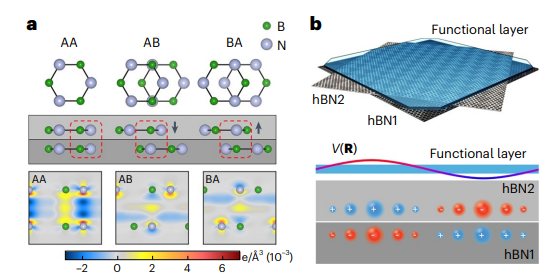 a
AA
AB
BA
B
N
AA
AB
BA
−2
0
2
4
6
e/Å³ (10⁻³)
b
Functional layer
hBN2
hBN1
V(R)
Functional layer
hBN2
hBN1